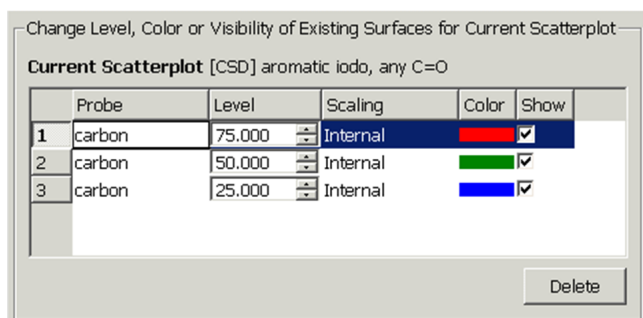 Change Level, Color or Visibility of Existing Surfaces for Current Scatterplot
Current Scatterplot [CSD] aromatic iodo, any C=O
Probe Level Scaling Color Show
1 carbon 75.000 Internal
2 carbon 50.000 Internal
3 carbon 25.000 Internal
Delete